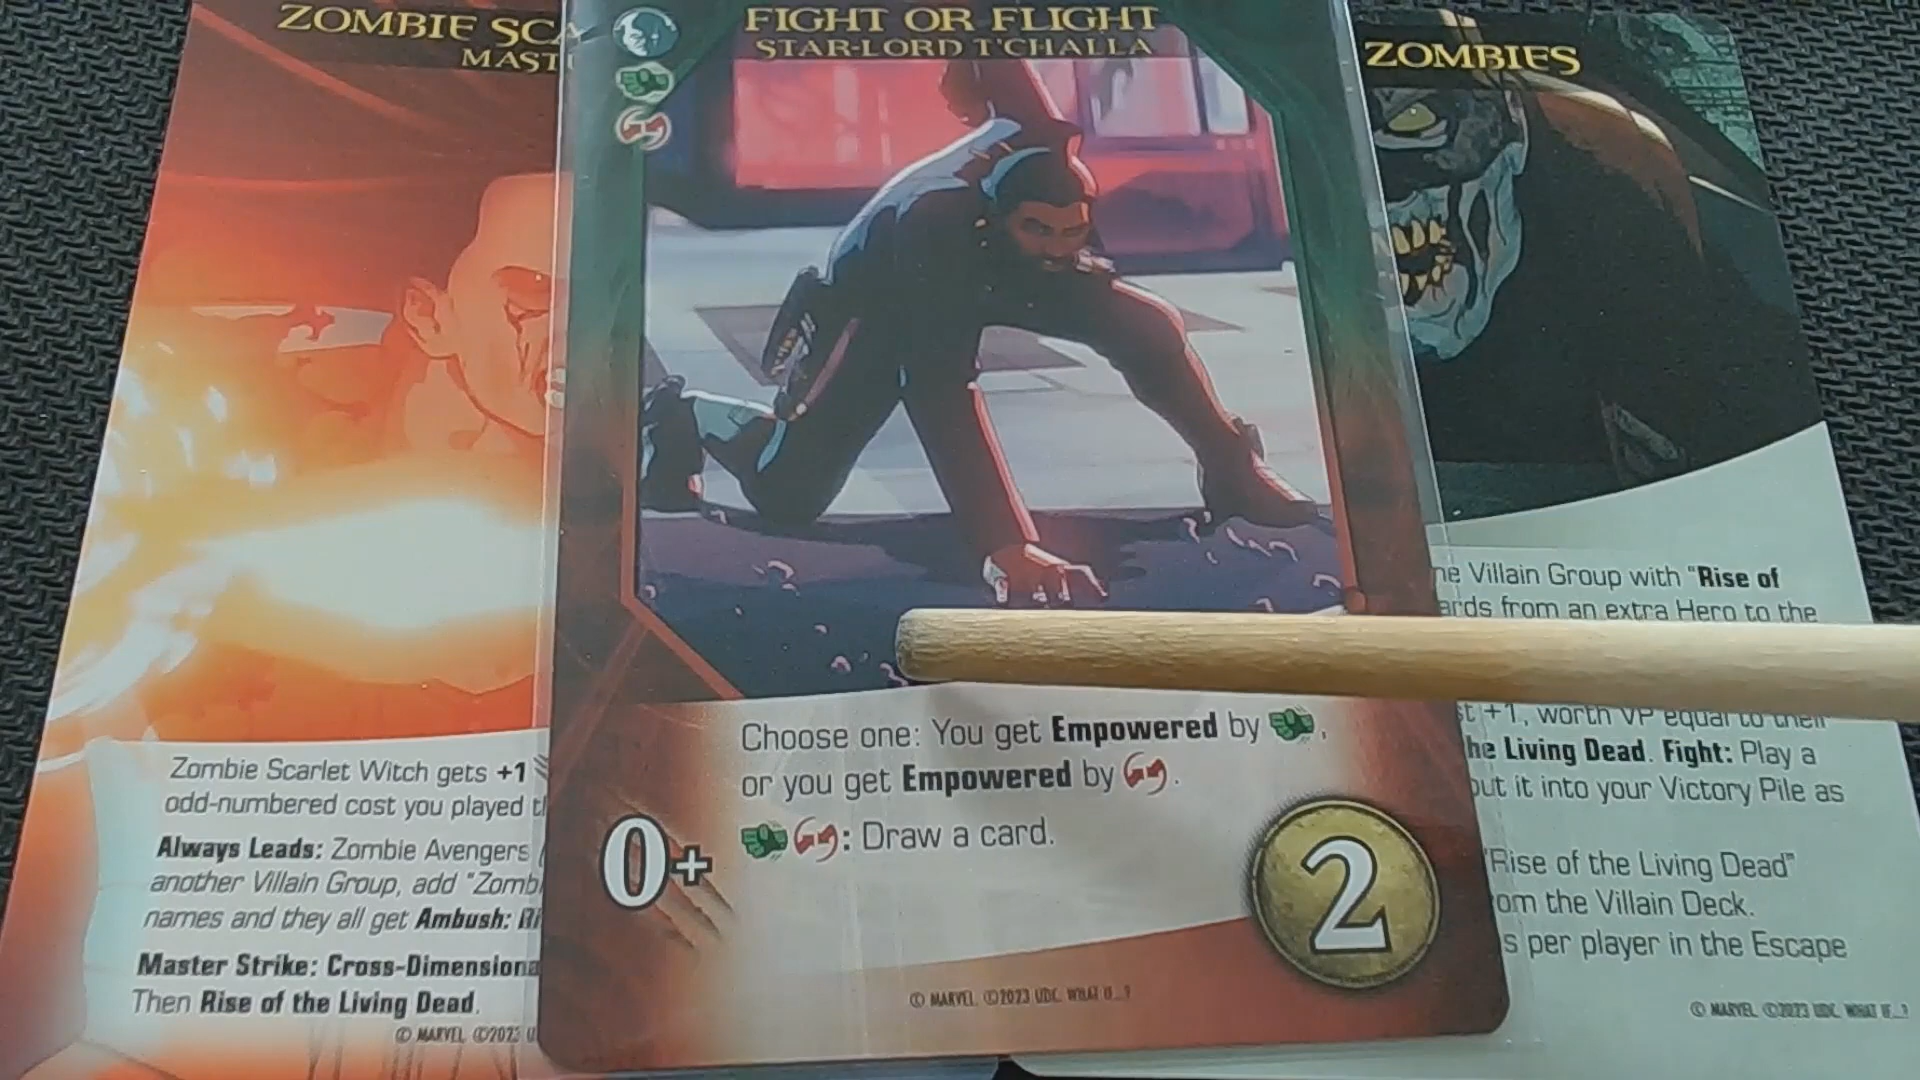 ZOMBIE SCA
MAST
Zombie Scarlet Witch gets +1
odd-numbered cost you played t
Always Leads: Zombie Avengers
another Villain Group, add "Zomb
names and they all get Ambush: Ri
Master Strike: Cross-Dimensiona
Then Rise of the Living Dead.
© MARVEL ©2023 U
FIGHT OR FLIGHT
STAR-LORD T'CHALLA
Choose one: You get Empowered by ,
or you get Empowered by .
: Draw a card.
0+
2
© MARVEL. ©2023 UDC. WHAT IF...?
ZOMBIES
he Villain Group with "Rise of
ards from an extra Hero to the
st +1, worth VP equal to their
he Living Dead. Fight: Play a
put it into your Victory Pile as
"Rise of the Living Dead"
om the Villain Deck.
s per player in the Escape
© MARVEL ©2023 UDC. WHAT IF...?